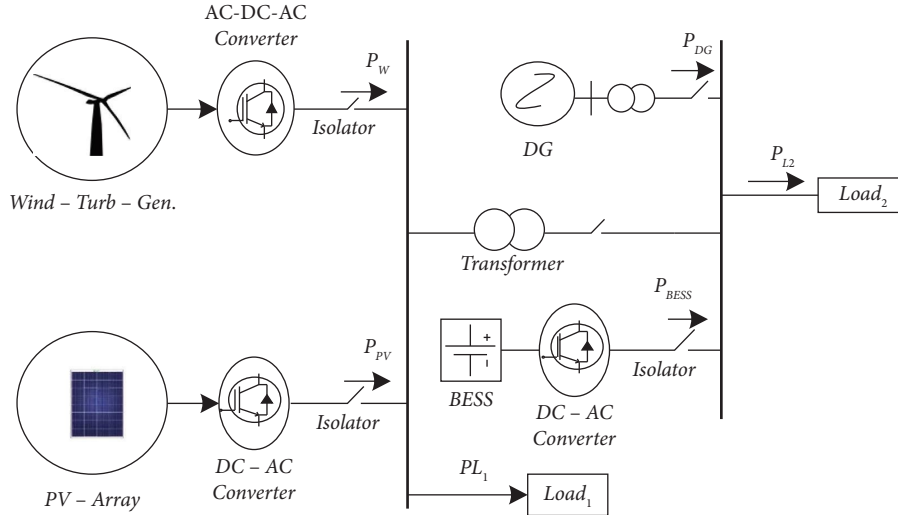 AC-DC-AC
Converter
P_W
Isolator
Wind – Turb – Gen.
P_DG
DG
P_L2
Load_2
Transformer
P_BESS
Isolator
BESS
DC – AC
Converter
P_PV
Isolator
DC – AC
Converter
PV – Array
PL_1
Load_1